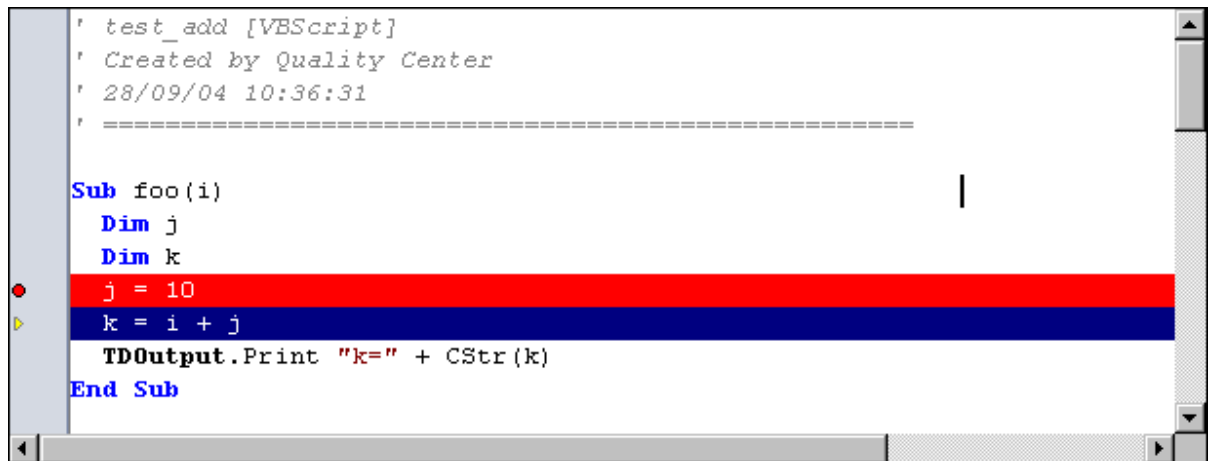 ' test_add [VBScript]
' Created by Quality Center
' 28/09/04 10:36:31
' ====================================================
Sub foo(i)
Dim j
Dim k
j = 10
k = i + j
TDOutput.Print "k=" + CStr(k)
End Sub